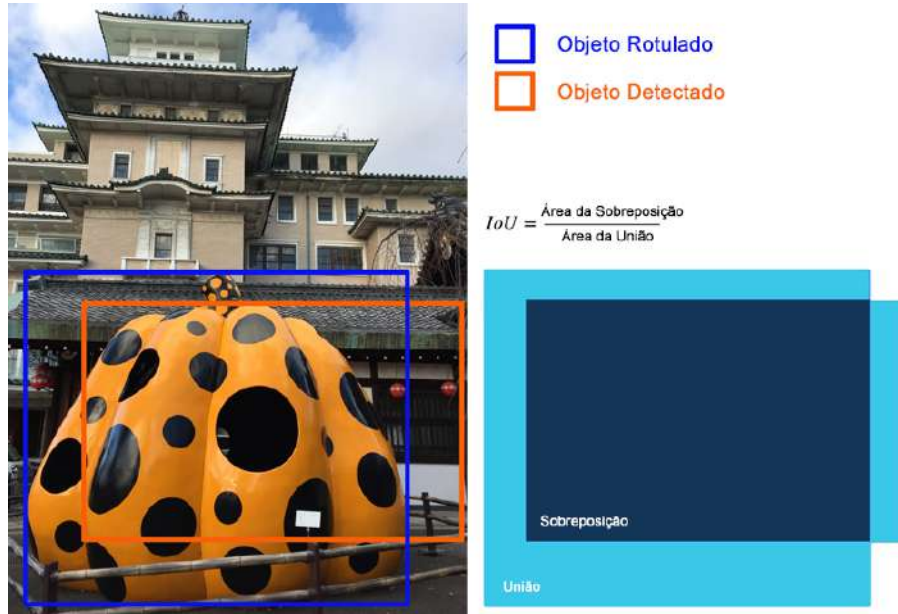 Objeto Rotulado
Objeto Detectado
IoU = Área da Sobreposição
Área da União
Sobreposição
União